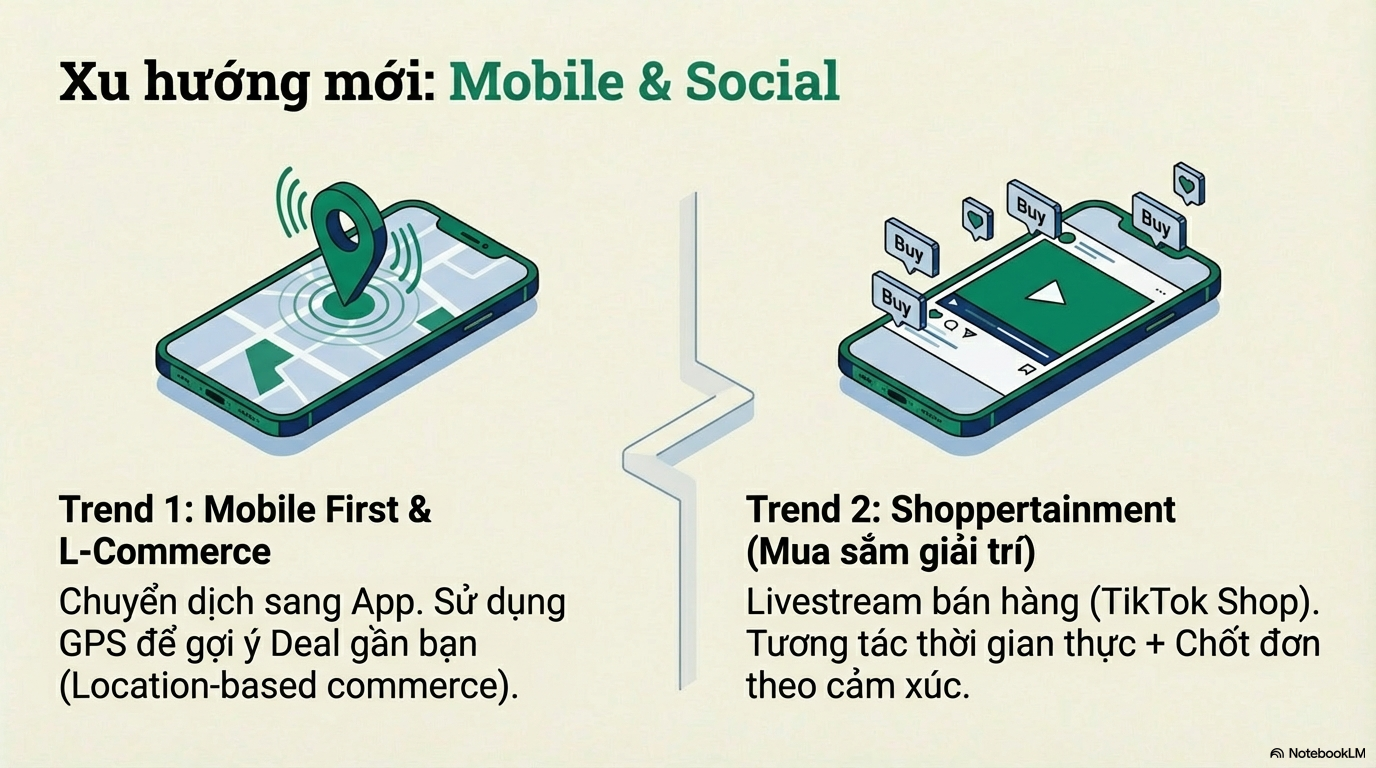 Xu hướng mới: Mobile & Social
Buy
Buy
Buy
Buy
Trend 1: Mobile First &
L-Commerce
Chuyển dịch sang App. Sử dụng
GPS để gợi ý Deal gần bạn
(Location-based commerce).
Trend 2: Shoppertainment
(Mua sắm giải trí)
Livestream bán hàng (TikTok Shop).
Tương tác thời gian thực + Chốt đơn
theo cảm xúc.
NotebookLM